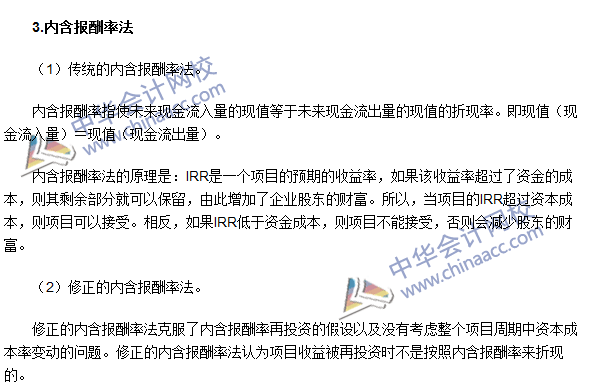 3.内含报酬率法
（1）传统的内含报酬率法。
内含报酬率指使未来现金流入量的现值等于未来现金流出量的现值的折现率。即现值（现
金流入量）＝现值（现金流出量）。
内含报酬率法的原理是：IRR是一个项目的预期的收益率，如果该收益率超过了资金的成
本，则其剩余部分就可以保留，由此增加了企业股东的财富。所以，当项目的IRR超过资本成
本，则项目可以接受。相反，如果IRR低于资金成本，则项目不能接受，否则会减少股东的财
富。
（2）修正的内含报酬率法。
修正的内含报酬率法克服了内含报酬率再投资的假设以及没有考虑整个项目周期中资本成
本率变动的问题。修正的内含报酬率法认为项目收益被再投资时不是按照内含报酬率来折现
的。
中华会计网校
www.chinaacc.com
中华会计网校
www.chinaacc.com